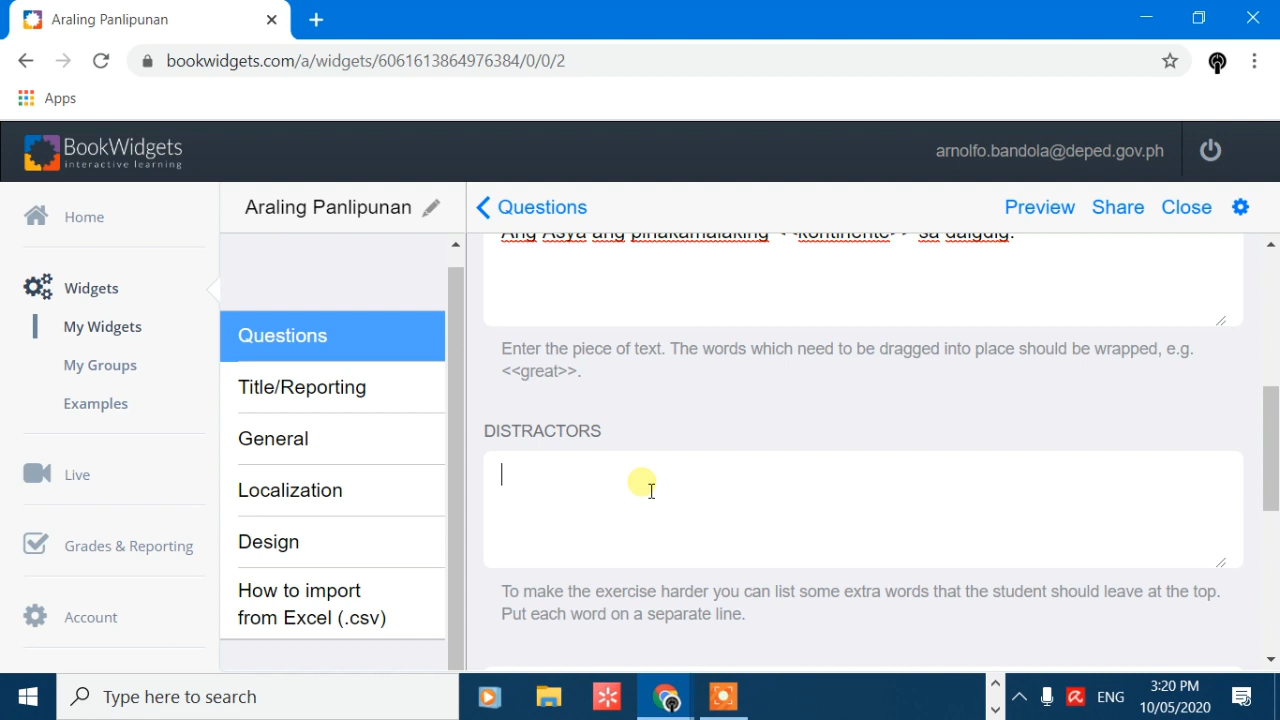 Araling Panlipunan
bookwidgets.com/a/widgets/6061613864976384/0/0/2
Apps
BookWidgets
interactive learning
arnolfo.bandola@deped.gov.ph
Home
Widgets
My Widgets
My Groups
Examples
Live
Grades & Reporting
Account
Araling Panlipunan
Questions
Title/Reporting
General
Localization
Design
How to import
from Excel (.csv)
Questions
Preview Share Close
Ang Asya ang pinakamalaking <<kontinente>> sa daigdig.
Enter the piece of text. The words which need to be dragged into place should be wrapped, e.g.
<<great>>.
DISTRACTORS
To make the exercise harder you can list some extra words that the student should leave at the top.
Put each word on a separate line.
Type here to search
ENG
3:20 PM
10/05/2020